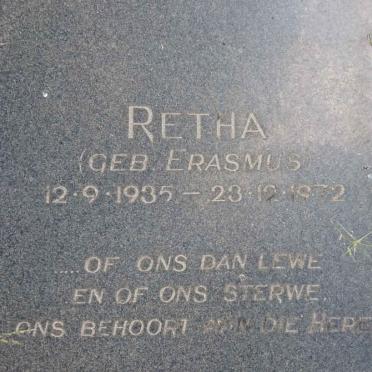 RETHA
(GEB. ERASMUS)
12·9·1935 – 23·12·1972
.....OF ONS DAN LEWE
EN OF ONS STERWE,
ONS BEHOORT AAN DIE HERE